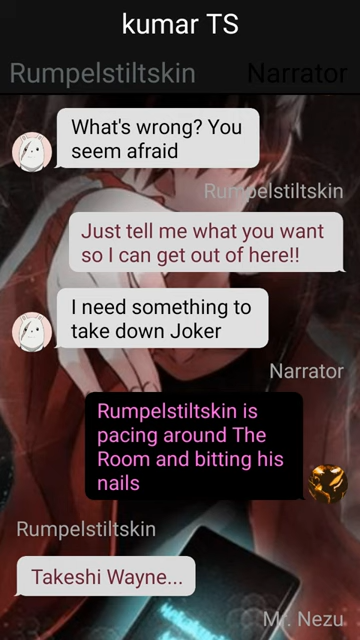 kumar TS
Rumpelstiltskin
Narrator
What's wrong? You
seem afraid
Rumpelstiltskin
Just tell me what you want
so I can get out of here!!
I need something to
take down Joker
Narrator
Rumpelstiltskin is
pacing around The
Room and bitting his
nails
Rumpelstiltskin
Takeshi Wayne...
Mr. Nezu